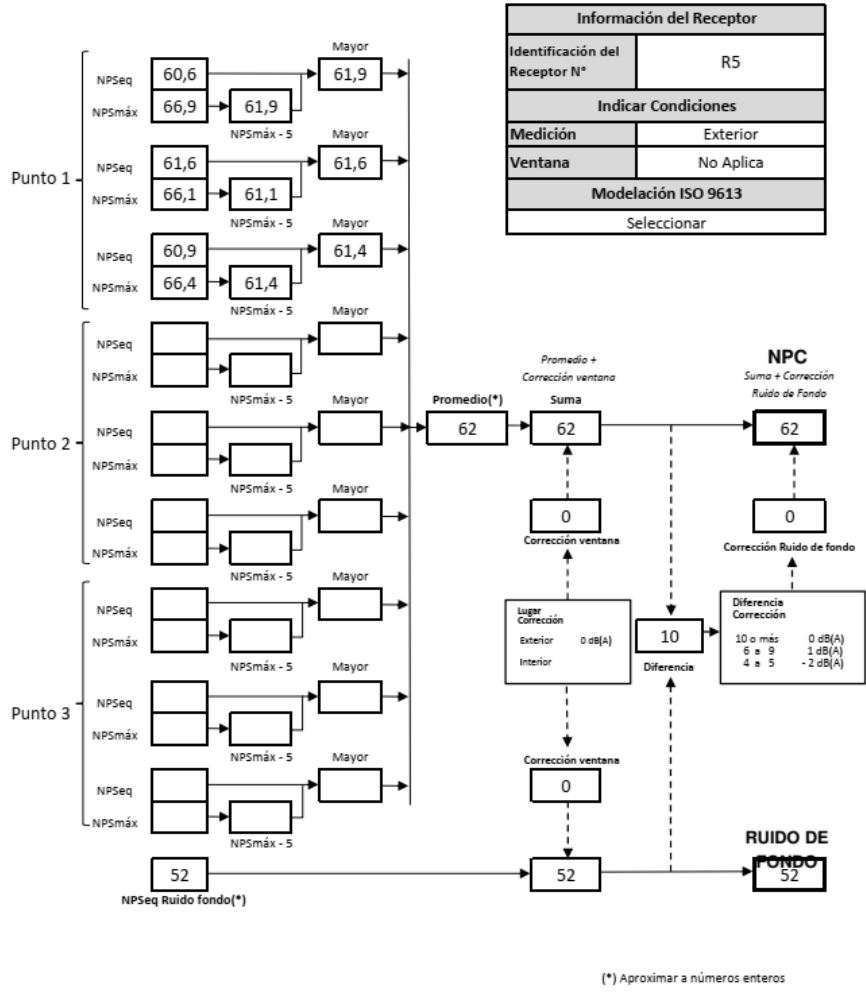 Información del Receptor
Identificación del
Receptor N°
R5
Indicar Condiciones
Medición
Exterior
Ventana
No Aplica
Modelación ISO 9613
Seleccionar
Punto 1
Mayor
NPSeq
60,6
61,9
NPSmáx
66,9
61,9
NPSmáx - 5
Mayor
NPSeq
61,6
61,6
NPSmáx
66,1
61,1
NPSmáx - 5
Mayor
NPSeq
60,9
61,4
NPSmáx
66,4
61,4
NPSmáx - 5
Punto 2
Mayor
NPSeq
NPSmáx
NPSmáx - 5
Mayor
NPSeq
NPSmáx
NPSmáx - 5
Mayor
NPSeq
NPSmáx
NPSmáx - 5
Punto 3
Mayor
NPSeq
NPSmáx
NPSmáx - 5
Mayor
NPSeq
NPSmáx
NPSmáx - 5
Mayor
NPSeq
NPSmáx
NPSmáx - 5
Promedio(*)
62
Promedio +
Corrección ventana
Suma
62
0
Corrección ventana
Lugar
Corrección
Exterior 0 dB(A)
Interior
Corrección ventana
0
10
Diferencia
NPC
Suma + Corrección
Ruido de Fondo
62
0
Corrección Ruido de fondo
Diferencia
Corrección
10 o más 0 dB(A)
6 a 9 1 dB(A)
4 a 5 - 2 dB(A)
52
NPSeq Ruido fondo(*)
52
RUIDO DE
FONDO
52
(*) Aproximar a números enteros